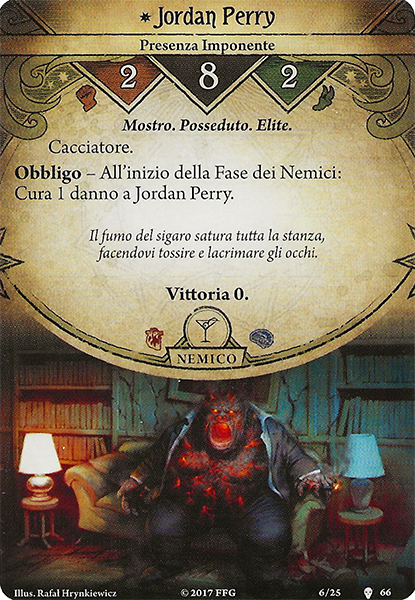 Jordan Perry
Presenza Imponente
2 8 2
Mostro. Posseduto. Elite.
Cacciatore.
Obbligo – All'inizio della Fase dei Nemici:
Cura 1 danno a Jordan Perry.
Il fumo del sigaro satura tutta la stanza,
facendovi tossire e lacrimare gli occhi.
Vittoria 0.
NEMICO
Illus. Rafał Hrynkiewicz © 2017 FFG 6/25 66